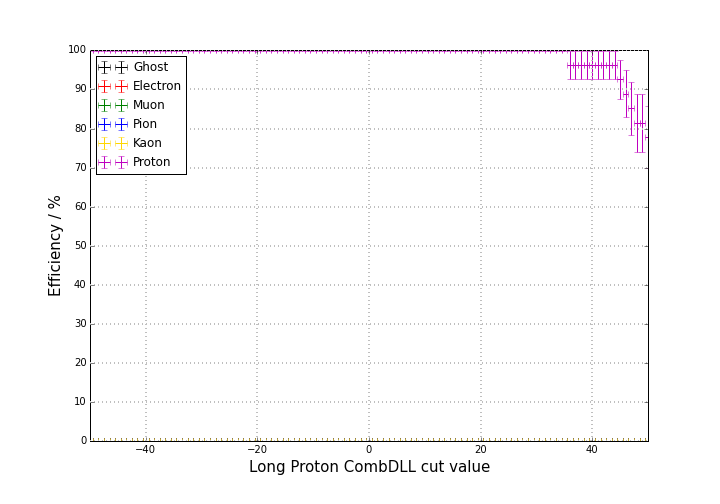 100
90
80
70
60
50
40
30
20
10
0
Efficiency / %
Ghost
Electron
Muon
Pion
Kaon
Proton
−40 −20 0 20 40
Long Proton CombDLL cut value